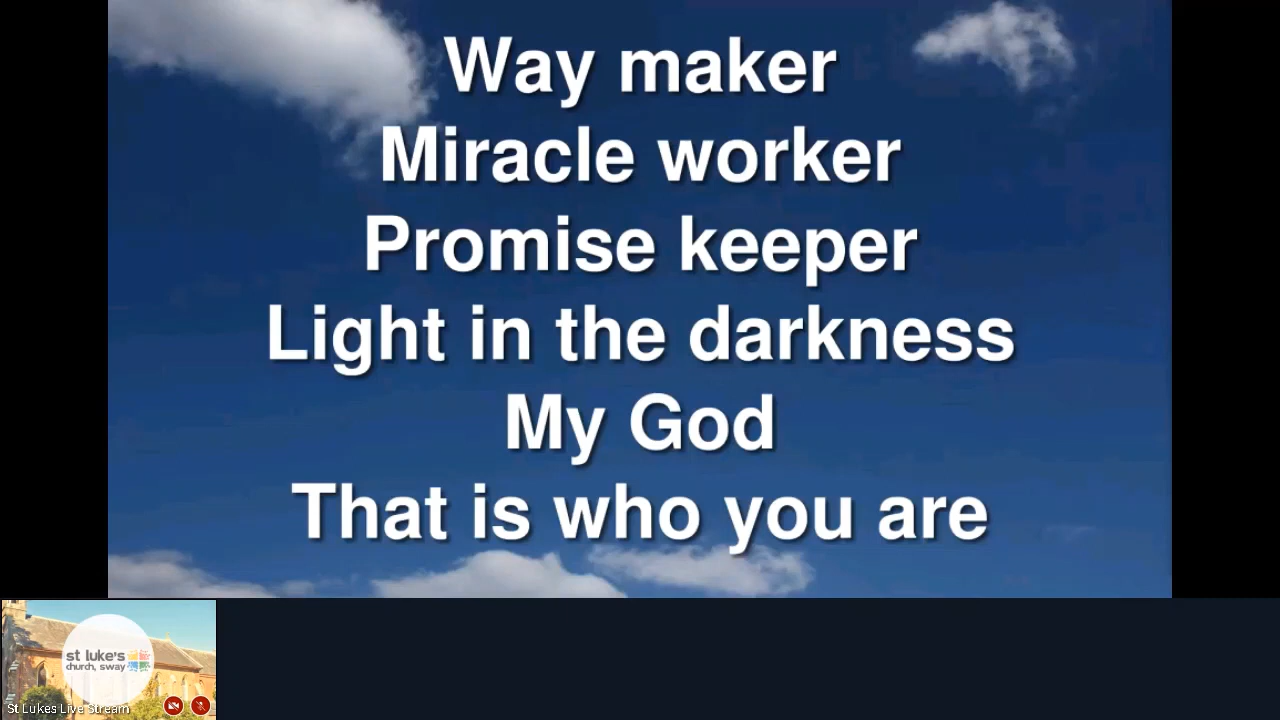 Way maker
Miracle worker
Promise keeper
Light in the darkness
My God
That is who you are
st luke's
church, sway
St Lukes Live Stream